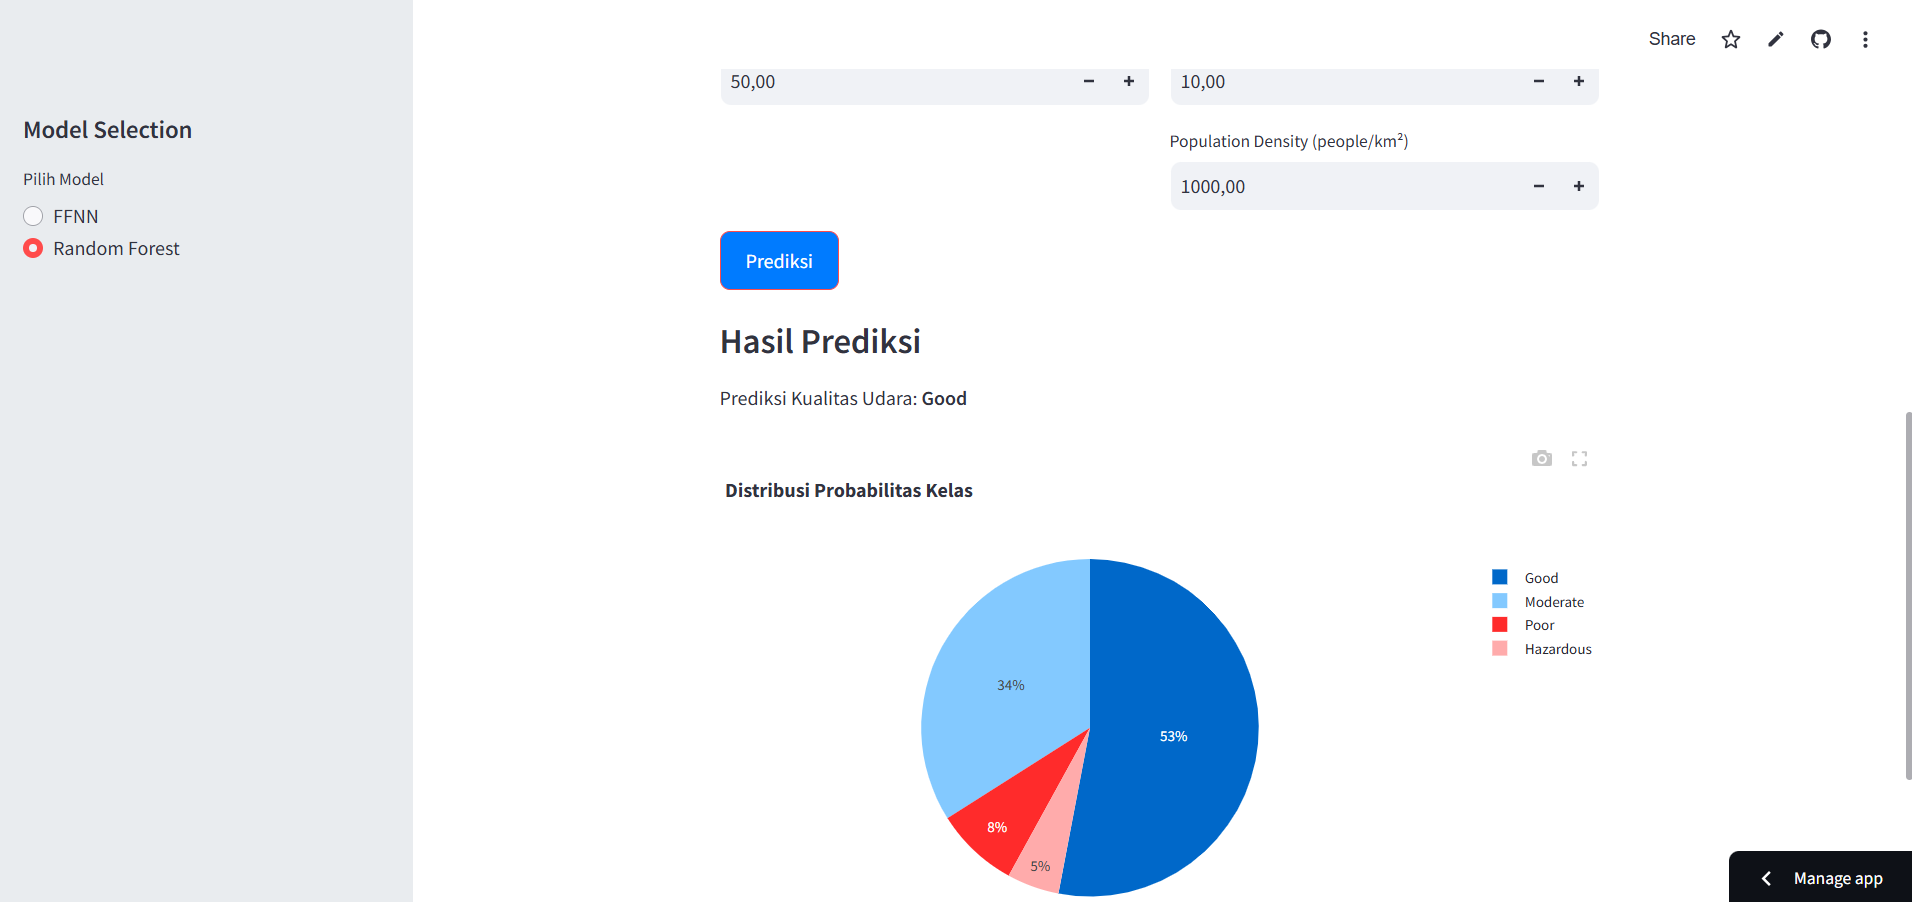 Share
Model Selection
Pilih Model
FFNN
Random Forest
50,00
10,00
Population Density (people/km²)
1000,00
Prediksi
Hasil Prediksi
Prediksi Kualitas Udara: Good
Distribusi Probabilitas Kelas
Good
Moderate
Poor
Hazardous
34%
53%
8%
5%
Manage app